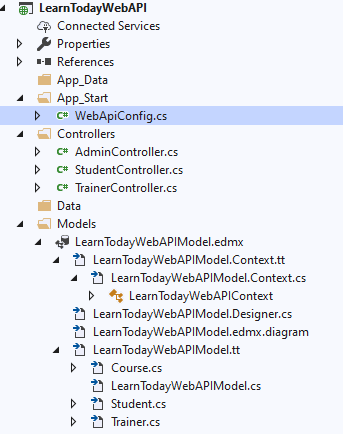 LearnTodayWebAPI
Connected Services
Properties
References
App_Data
App_Start
C# WebApiConfig.cs
Controllers
C# AdminController.cs
C# StudentController.cs
C# TrainerController.cs
Data
Models
LearnTodayWebAPIModel.edmx
LearnTodayWebAPIModel.Context.tt
LearnTodayWebAPIModel.Context.cs
LearnTodayWebAPIContext
LearnTodayWebAPIModel.Designer.cs
LearnTodayWebAPIModel.edmx.diagram
LearnTodayWebAPIModel.tt
Course.cs
LearnTodayWebAPIModel.cs
Student.cs
Trainer.cs